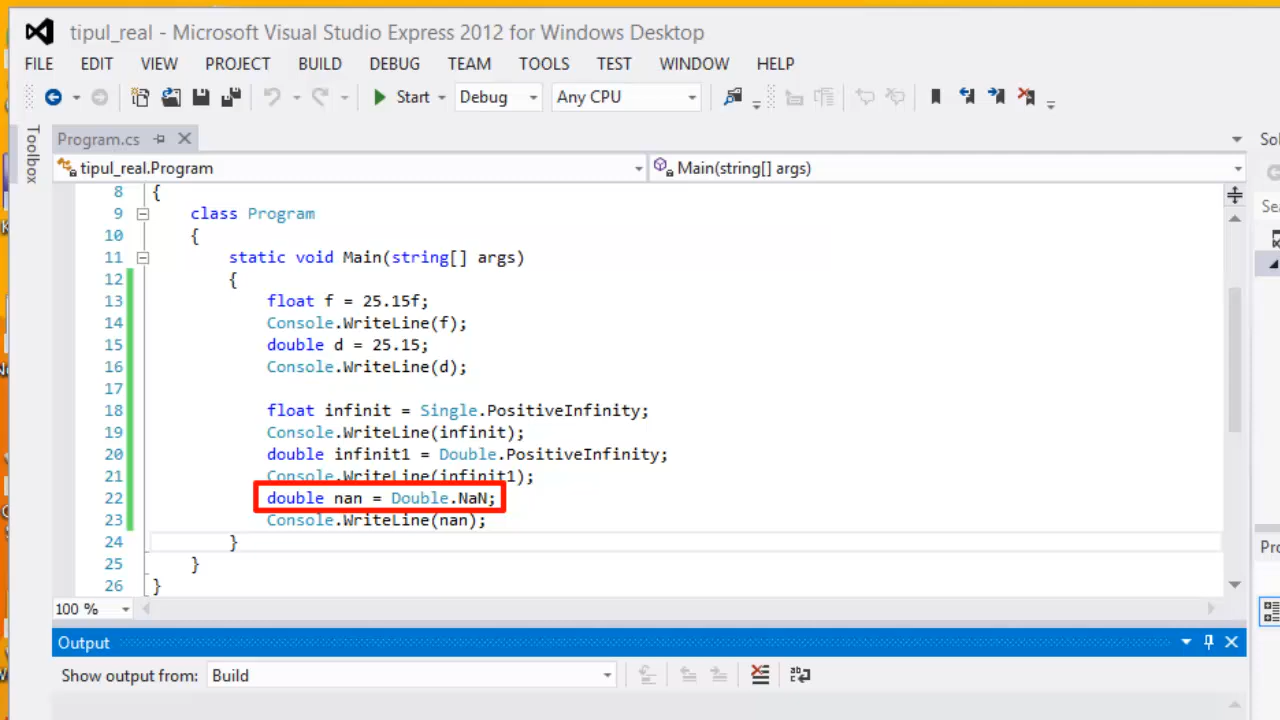 tipul_real - Microsoft Visual Studio Express 2012 for Windows Desktop
FILE EDIT VIEW PROJECT BUILD DEBUG TEAM TOOLS TEST WINDOW HELP
Start Debug Any CPU
Toolbox
Program.cs
tipul_real.Program Main(string[] args)
8 {
9 class Program
10 {
11 static void Main(string[] args)
12 {
13 float f = 25.15f;
14 Console.WriteLine(f);
15 double d = 25.15;
16 Console.WriteLine(d);
17
18 float infinit = Single.PositiveInfinity;
19 Console.WriteLine(infinit);
20 double infinit1 = Double.PositiveInfinity;
21 Console.WriteLine(infinit1);
22 double nan = Double.NaN;
23 Console.WriteLine(nan);
24 }
25 }
26 }
100 %
Output
Show output from: Build